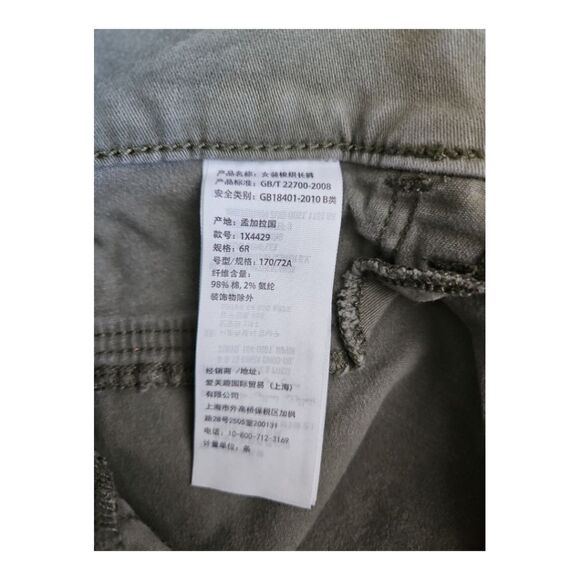 产品名称: 女装梭织长裤
产品标准: GB/T 22700-2008
安全类别: GB18401-2010 B类
产地: 孟加拉国
款号: 1X4429
规格: 6R
号型/规格: 170/72A
纤维含量:
98% 棉, 2% 氨纶
装饰物除外
经销商 /地址:
爱芙趣国际贸易 (上海)
有限公司
上海市外高桥保税区加枫
路28号2505室200131
电话: 10-800-712-3169
计量单位: 条